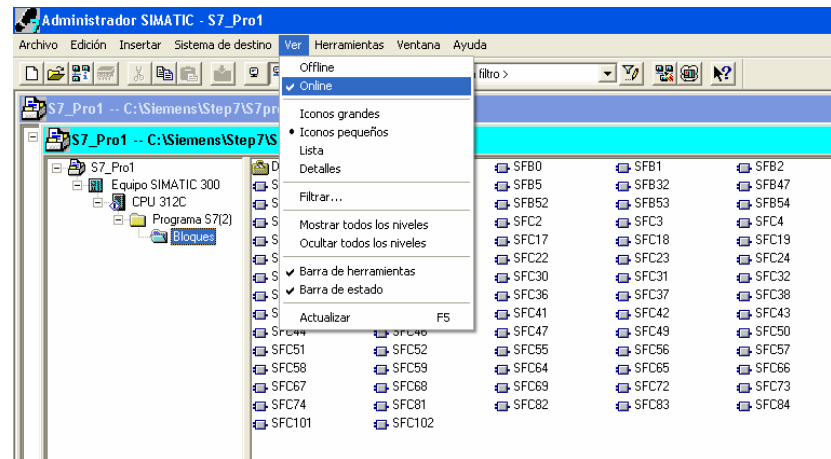 Administrador SIMATIC - S7_Pro1
Archivo Edición Insertar Sistema de destino Ver Herramientas Ventana Ayuda
filtro >
S7_Pro1 -- C:\Siemens\Step7\S7pr
S7_Pro1 -- C:\Siemens\Step7\S
Offline
Online
Iconos grandes
Iconos pequeños
Lista
Detalles
Filtrar...
Mostrar todos los niveles
Ocultar todos los niveles
Barra de herramientas
Barra de estado
Actualizar F5
S7_Pro1
Equipo SIMATIC 300
CPU 312C
Programa S7(2)
Bloques
SFB0 SFB1 SFB2
SFB5 SFB32 SFB47
SFB52 SFB53 SFB54
SFC2 SFC3 SFC4
SFC17 SFC18 SFC19
SFC22 SFC23 SFC24
SFC30 SFC31 SFC32
SFC36 SFC37 SFC38
SFC41 SFC42 SFC43
SFC44 SFC46 SFC47 SFC49 SFC50
SFC51 SFC52 SFC55 SFC56 SFC57
SFC58 SFC59 SFC64 SFC65 SFC66
SFC67 SFC68 SFC69 SFC72 SFC73
SFC74 SFC81 SFC82 SFC83 SFC84
SFC101 SFC102